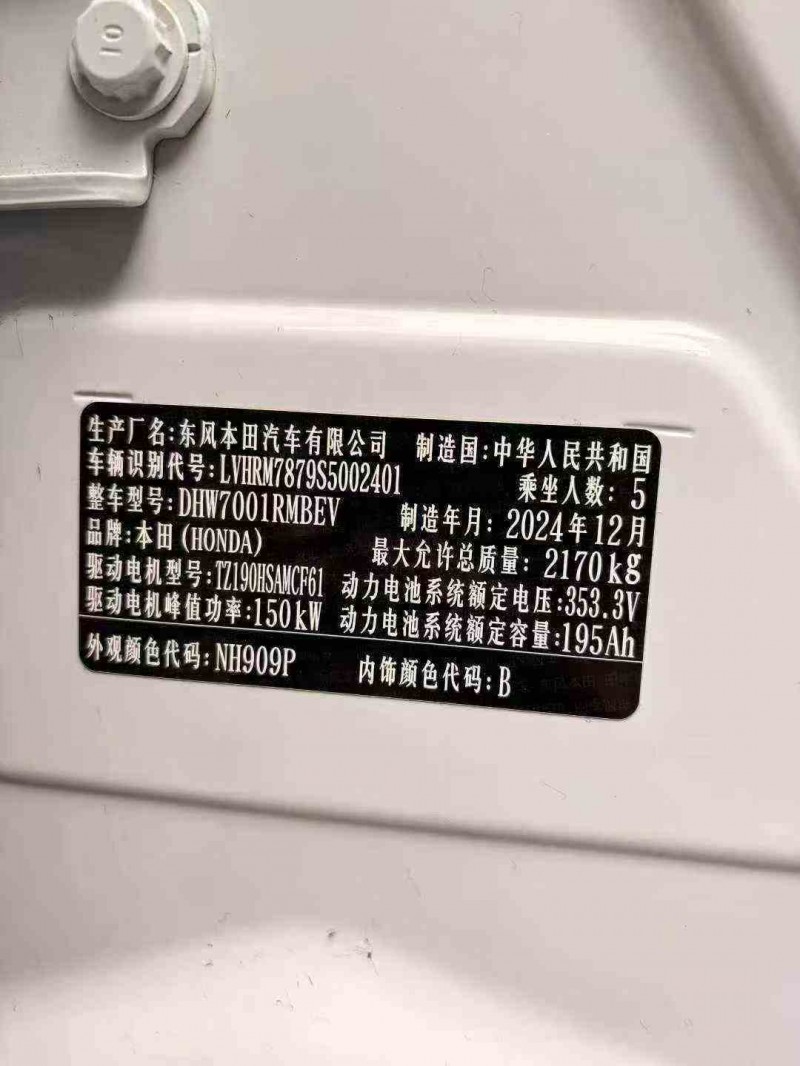 10
生产厂名:东风本田汽车有限公司 制造国:中华人民共和国
车辆识别代号:LVHRM7879S5002401 乘坐人数:5
整车型号:DHW7001RMBEV 制造年月:2024年12月
品牌:本田(HONDA) 最大允许总质量:2170kg
驱动电机型号:TZ190HSAMCF61 动力电池系统额定电压:353.3V
驱动电机峰值功率:150kW 动力电池系统额定容量:195Ah
外观颜色代码:NH909P 内饰颜色代码:B